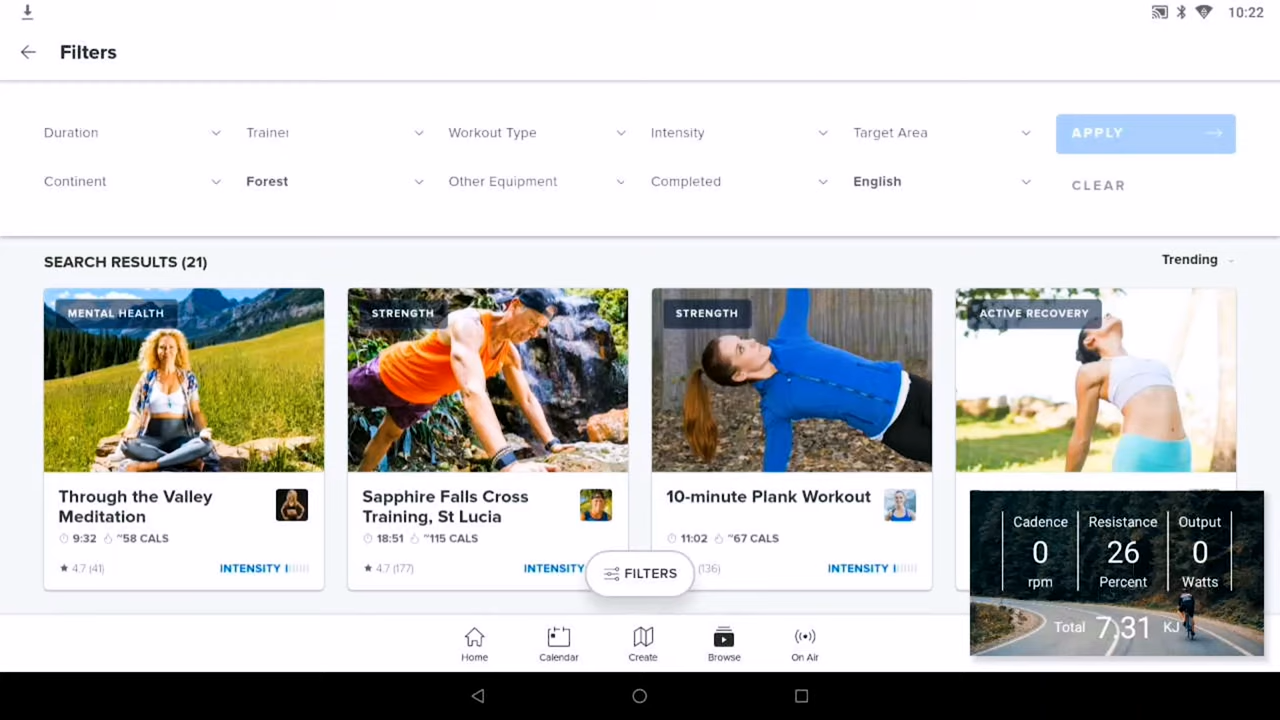 10:22
Filters
Duration
Trainer
Workout Type
Intensity
Target Area
APPLY
Continent
Forest
Other Equipment
Completed
English
CLEAR
SEARCH RESULTS (21)
Trending
MENTAL HEALTH
STRENGTH
STRENGTH
ACTIVE RECOVERY
Through the Valley
Meditation
9:32 ~58 CALS
4.7 (41)
INTENSITY
Sapphire Falls Cross
Training, St Lucia
18:51 ~115 CALS
4.7 (177)
INTENSITY
10-minute Plank Workout
11:02 ~67 CALS
(136)
INTENSITY
FILTERS
Cadence Resistance Output
0 26 0
rpm Percent Watts
Total 7.31 KJ
Home
Calendar
Create
Browse
On Air